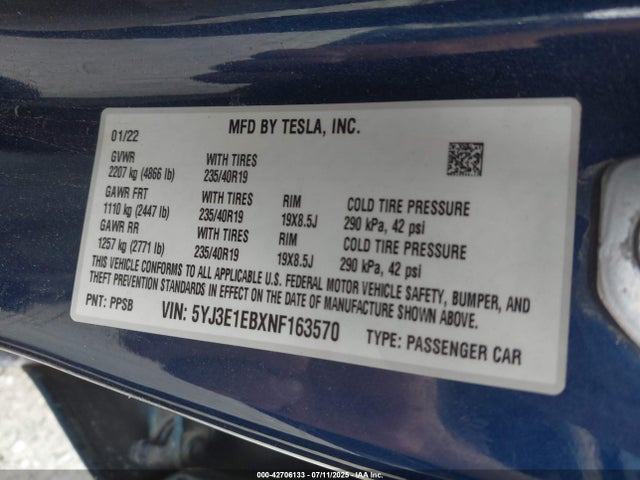 MFD BY TESLA, INC.
01/22
GVWR WITH TIRES
2207 kg (4866 lb) 235/40R19
GAWR FRT WITH TIRES RIM COLD TIRE PRESSURE
1110 kg (2447 lb) 235/40R19 19X8.5J 290 kPa, 42 psi
GAWR RR WITH TIRES RIM COLD TIRE PRESSURE
1257 kg (2771 lb) 235/40R19 19X8.5J 290 kPa, 42 psi
THIS VEHICLE CONFORMS TO ALL APPLICABLE U.S. FEDERAL MOTOR VEHICLE SAFETY, BUMPER, AND
THEFT PREVENTION STANDARDS IN EFFECT ON THE DATE OF MANUFACTURE SHOWN ABOVE.
PNT: PPSB VIN: 5YJ3E1EBXNF163570 TYPE: PASSENGER CAR
000-42706133 - 07/11/2025 - IAAI.COM